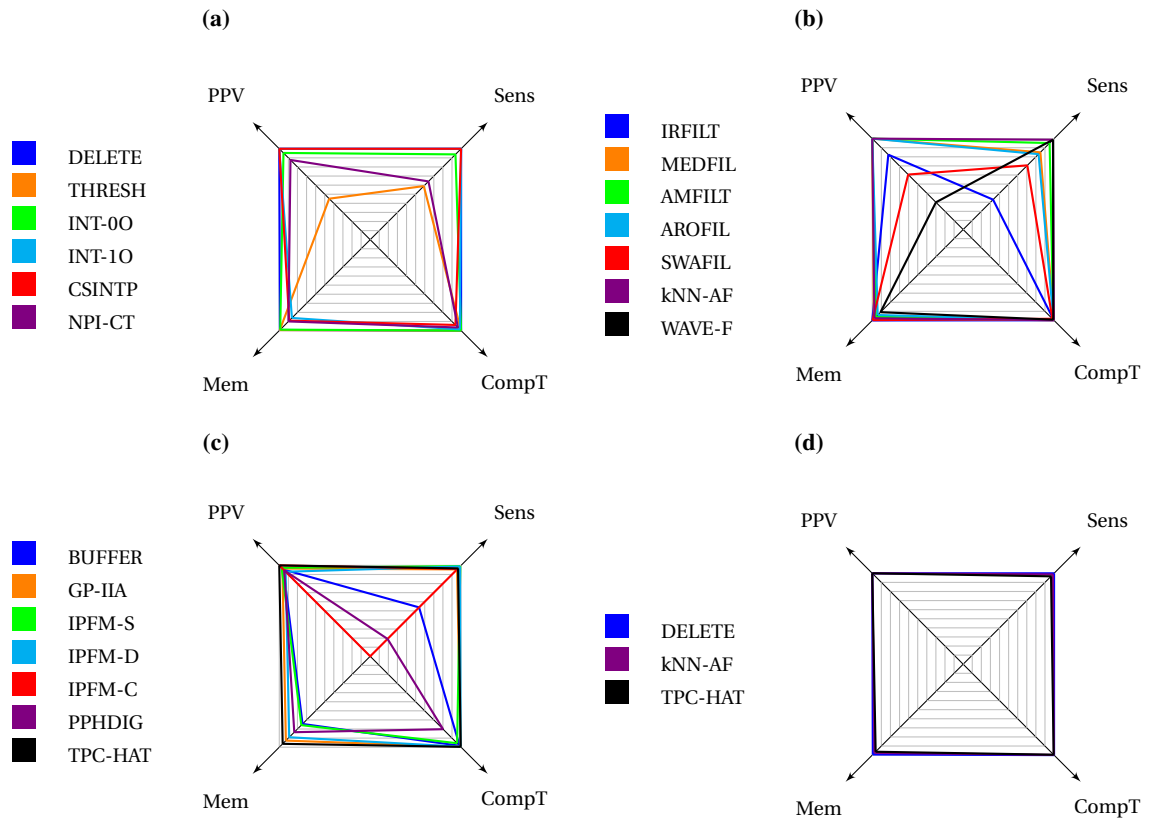 (a)
PPV
Sens
DELETE
THRESH
INT-0O
INT-1O
CSINTP
NPI-CT
Mem
CompT
(b)
PPV
Sens
IRFILT
MEDFIL
AMFILT
AROFIL
SWAFIL
kNN-AF
WAVE-F
Mem
CompT
(c)
PPV
Sens
BUFFER
GP-IIA
IPFM-S
IPFM-D
IPFM-C
PPHDIG
TPC-HAT
Mem
CompT
(d)
PPV
Sens
DELETE
kNN-AF
TPC-HAT
Mem
CompT